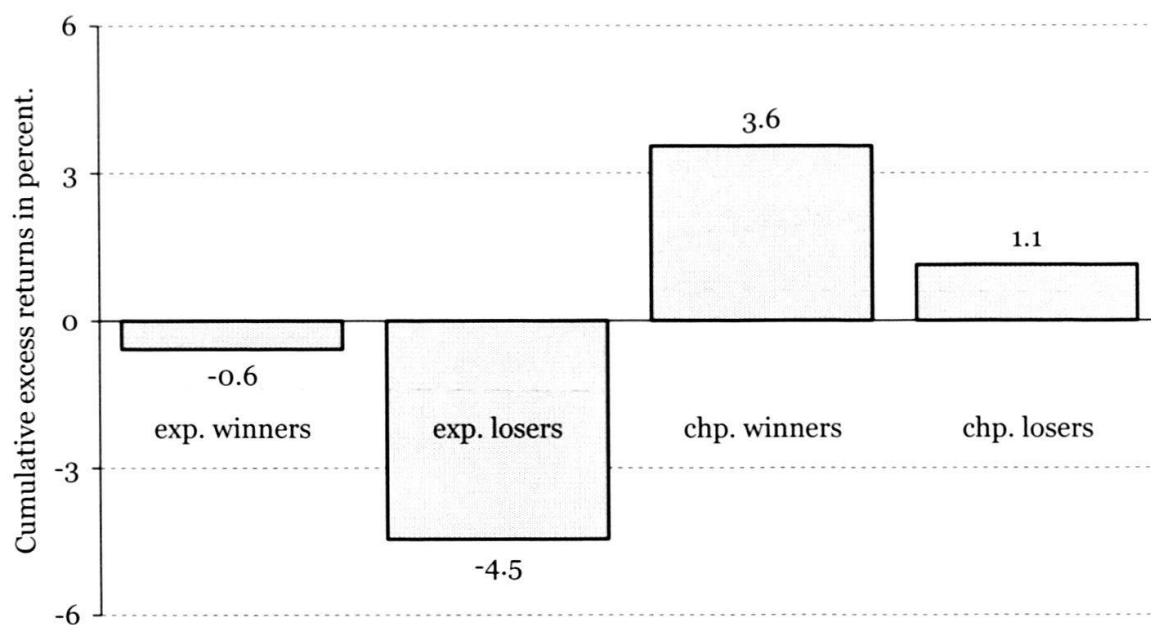 Cumulative excess returns in percent.
6
3
0
-3
-6
-0.6
-4.5
3.6
1.1
exp. winners
exp. losers
chp. winners
chp. losers